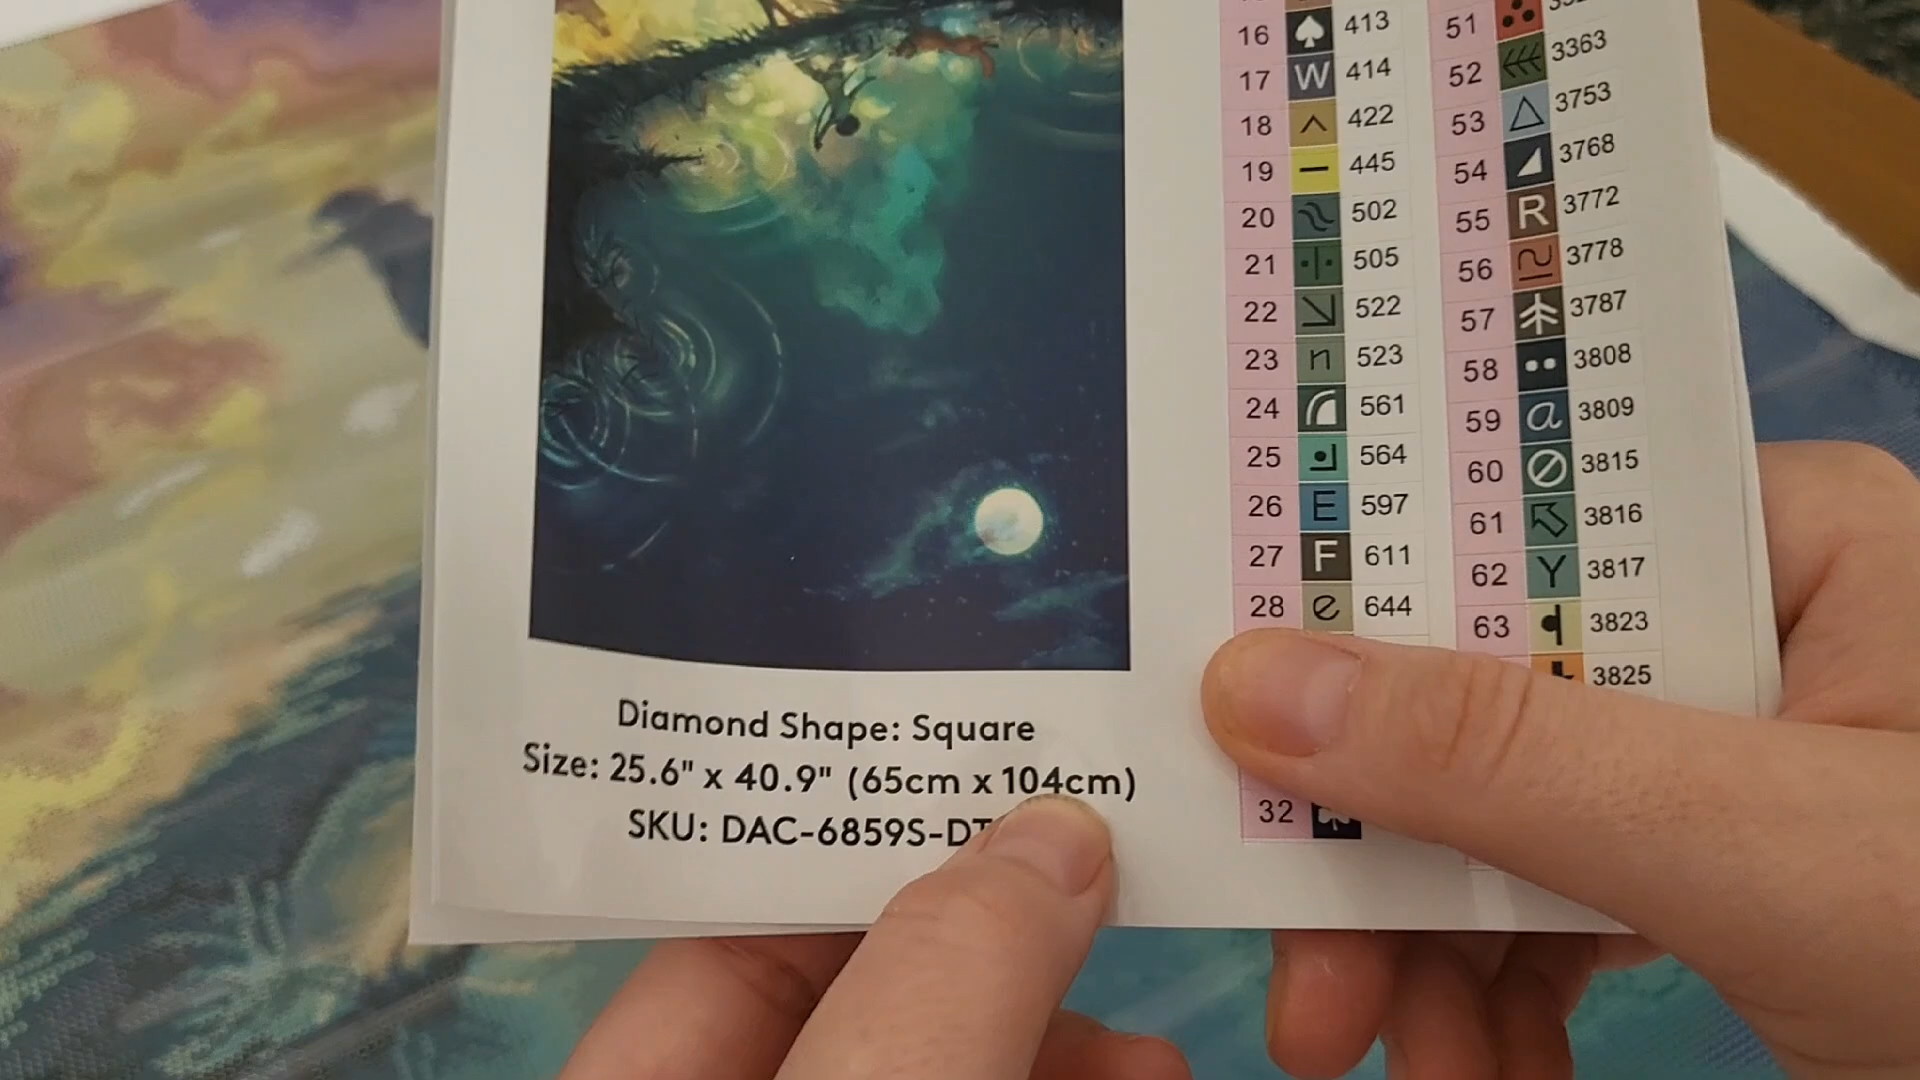 16 413
17 W 414
18 422
19 445
20 502
21 505
22 522
23 n 523
24 561
25 564
26 E 597
27 F 611
28 e 644
32
51
52 3363
53 3753
54 3768
55 R 3772
56 3778
57 3787
58 3808
59 a 3809
60 3815
61 3816
62 Y 3817
63 3823
3825
Diamond Shape: Square
Size: 25.6" x 40.9" (65cm x 104cm)
SKU: